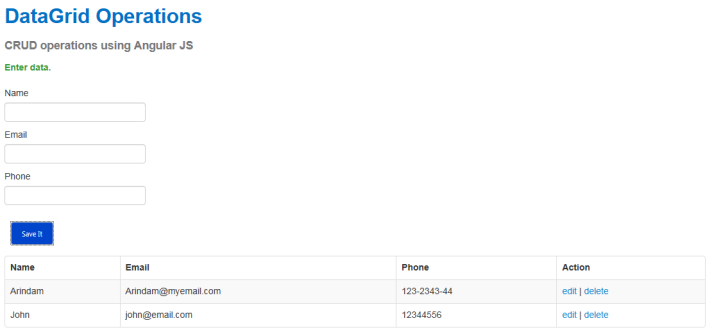 DataGrid Operations
CRUD operations using Angular JS
Enter data.
Name
Email
Phone
Save It
Name Email Phone Action
Arindam Arindam@myemail.com 123-2343-44 edit | delete
John john@email.com 12344556 edit | delete